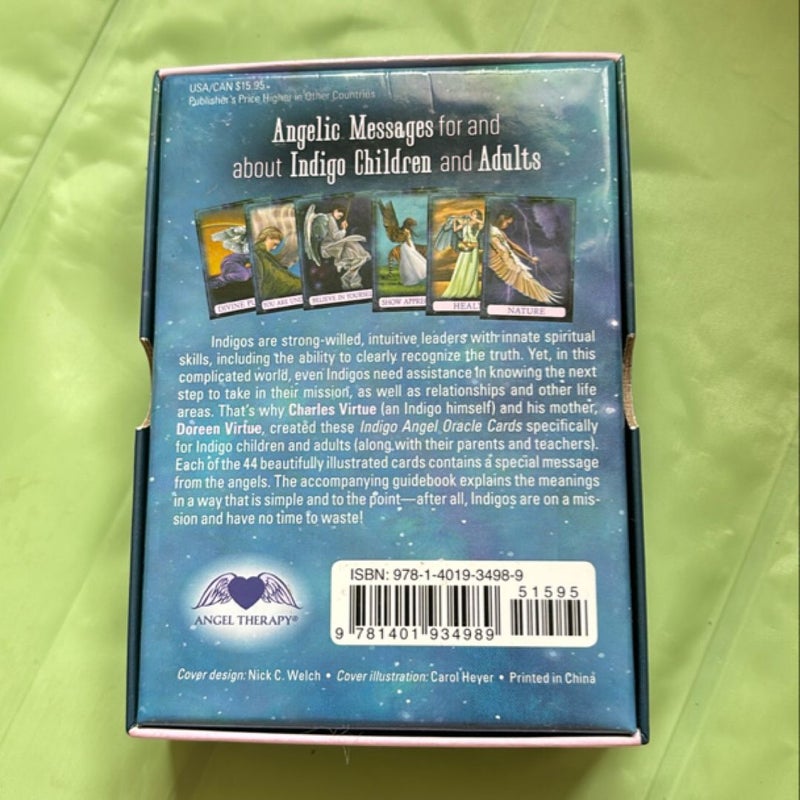 USA/CAN $15.95
Publisher's Price Higher in Other Countries
Angelic Messages for and
about Indigo Children and Adults
DIVINE
YOU ARE
BELIEVE IN YOURSELF
SHOW
HEAL
NATURE
Indigos are strong-willed, intuitive leaders with innate spiritual
skills, including the ability to clearly recognize the truth. Yet, in this
complicated world, even Indigos need assistance in knowing the next
step to take in their mission, as well as relationships and other life
areas. That's why Charles Virtue (an Indigo himself) and his mother,
Doreen Virtue, created these Indigo Angel Oracle Cards specifically
for Indigo children and adults (along with their parents and teachers).
Each of the 44 beautifully illustrated cards contains a special message
from the angels. The accompanying guidebook explains the meanings
in a way that is simple and to the point—after all, Indigos are on a mis-
sion and have no time to waste!
ANGEL THERAPY®
ISBN: 978-1-4019-3498-9
51595
9 781401 934989
Cover design: Nick C. Welch • Cover illustration: Carol Heyer • Printed in China